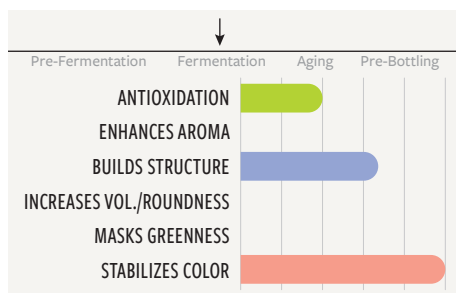 Pre-Fermentation Fermentation Aging Pre-Bottling
ANTIOXIDATION
ENHANCES AROMA
BUILDS STRUCTURE
INCREASES VOL./ROUNDNESS
MASKS GREENNESS
STABILIZES COLOR